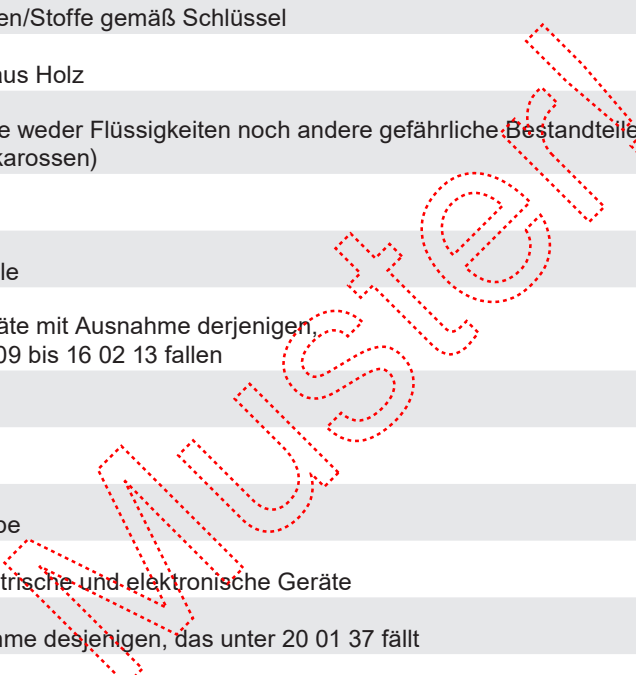 en/Stoffe gemäß Schlüssel
aus Holz
e weder Flüssigkeiten noch andere gefährliche Bestandteile
karossen)
le
äte mit Ausnahme derjenigen,
09 bis 16 02 13 fallen
be
trische und elektronische Geräte
me desjenigen, das unter 20 01 37 fällt
Muster!